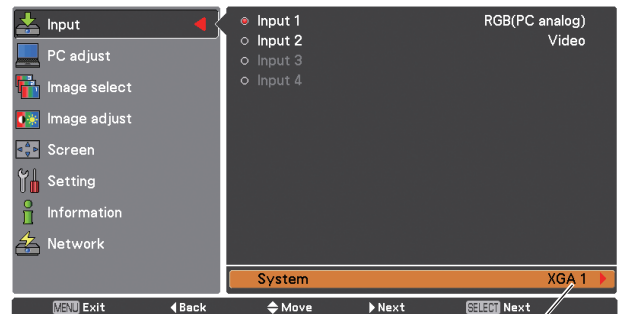 Input
PC adjust
Image select
Image adjust
Screen
Setting
Information
Network
Input 1 RGB(PC analog)
Input 2 Video
Input 3
Input 4
System XGA 1
MENU Exit Back Move Next SELECT Next